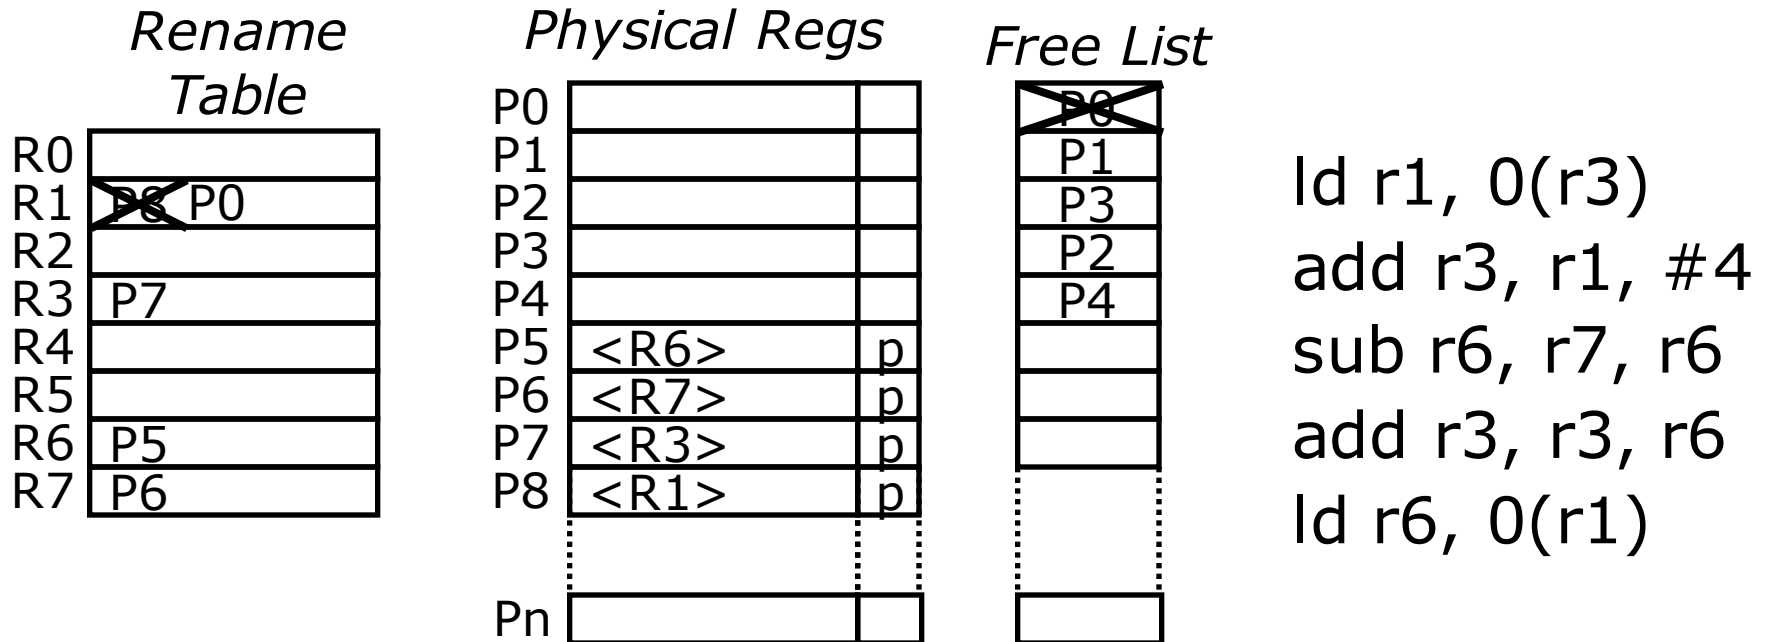 Rename
Table
R0
R1 P8 P0
R2
R3 P7
R4
R5
R6 P5
R7 P6
Physical Regs
P0
P1
P2
P3
P4
P5 <R6> p
P6 <R7> p
P7 <R3> p
P8 <R1> p
Pn
Free List
P0
P1
P3
P2
P4
ld r1, 0(r3)
add r3, r1, #4
sub r6, r7, r6
add r3, r3, r6
ld r6, 0(r1)